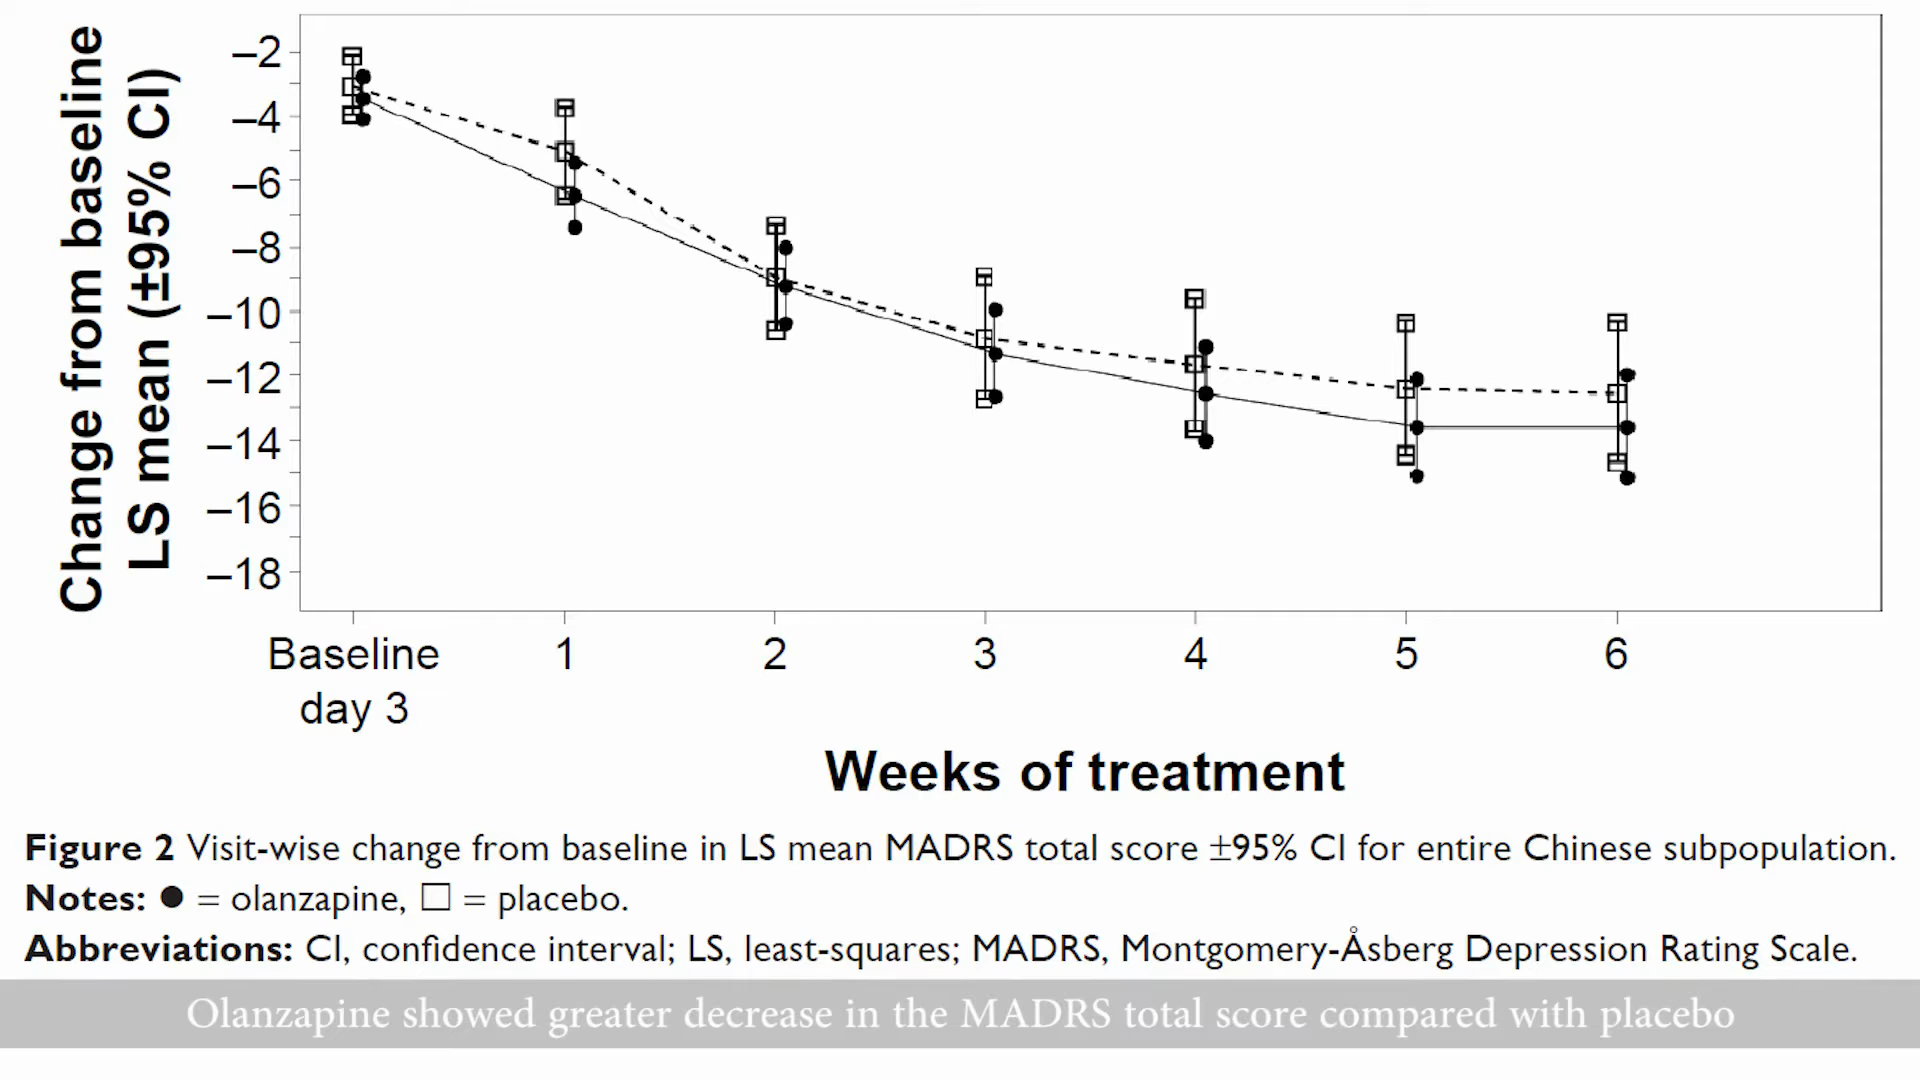 Change from baseline
LS mean (±95% CI)
–2
–4
–6
–8
–10
–12
–14
–16
–18
Baseline
day 3
1
2
3
4
5
6
Weeks of treatment
Figure 2 Visit-wise change from baseline in LS mean MADRS total score ±95% CI for entire Chinese subpopulation.
Notes: ● = olanzapine, □ = placebo.
Abbreviations: CI, confidence interval; LS, least-squares; MADRS, Montgomery-Åsberg Depression Rating Scale.
Olanzapine showed greater decrease in the MADRS total score compared with placebo